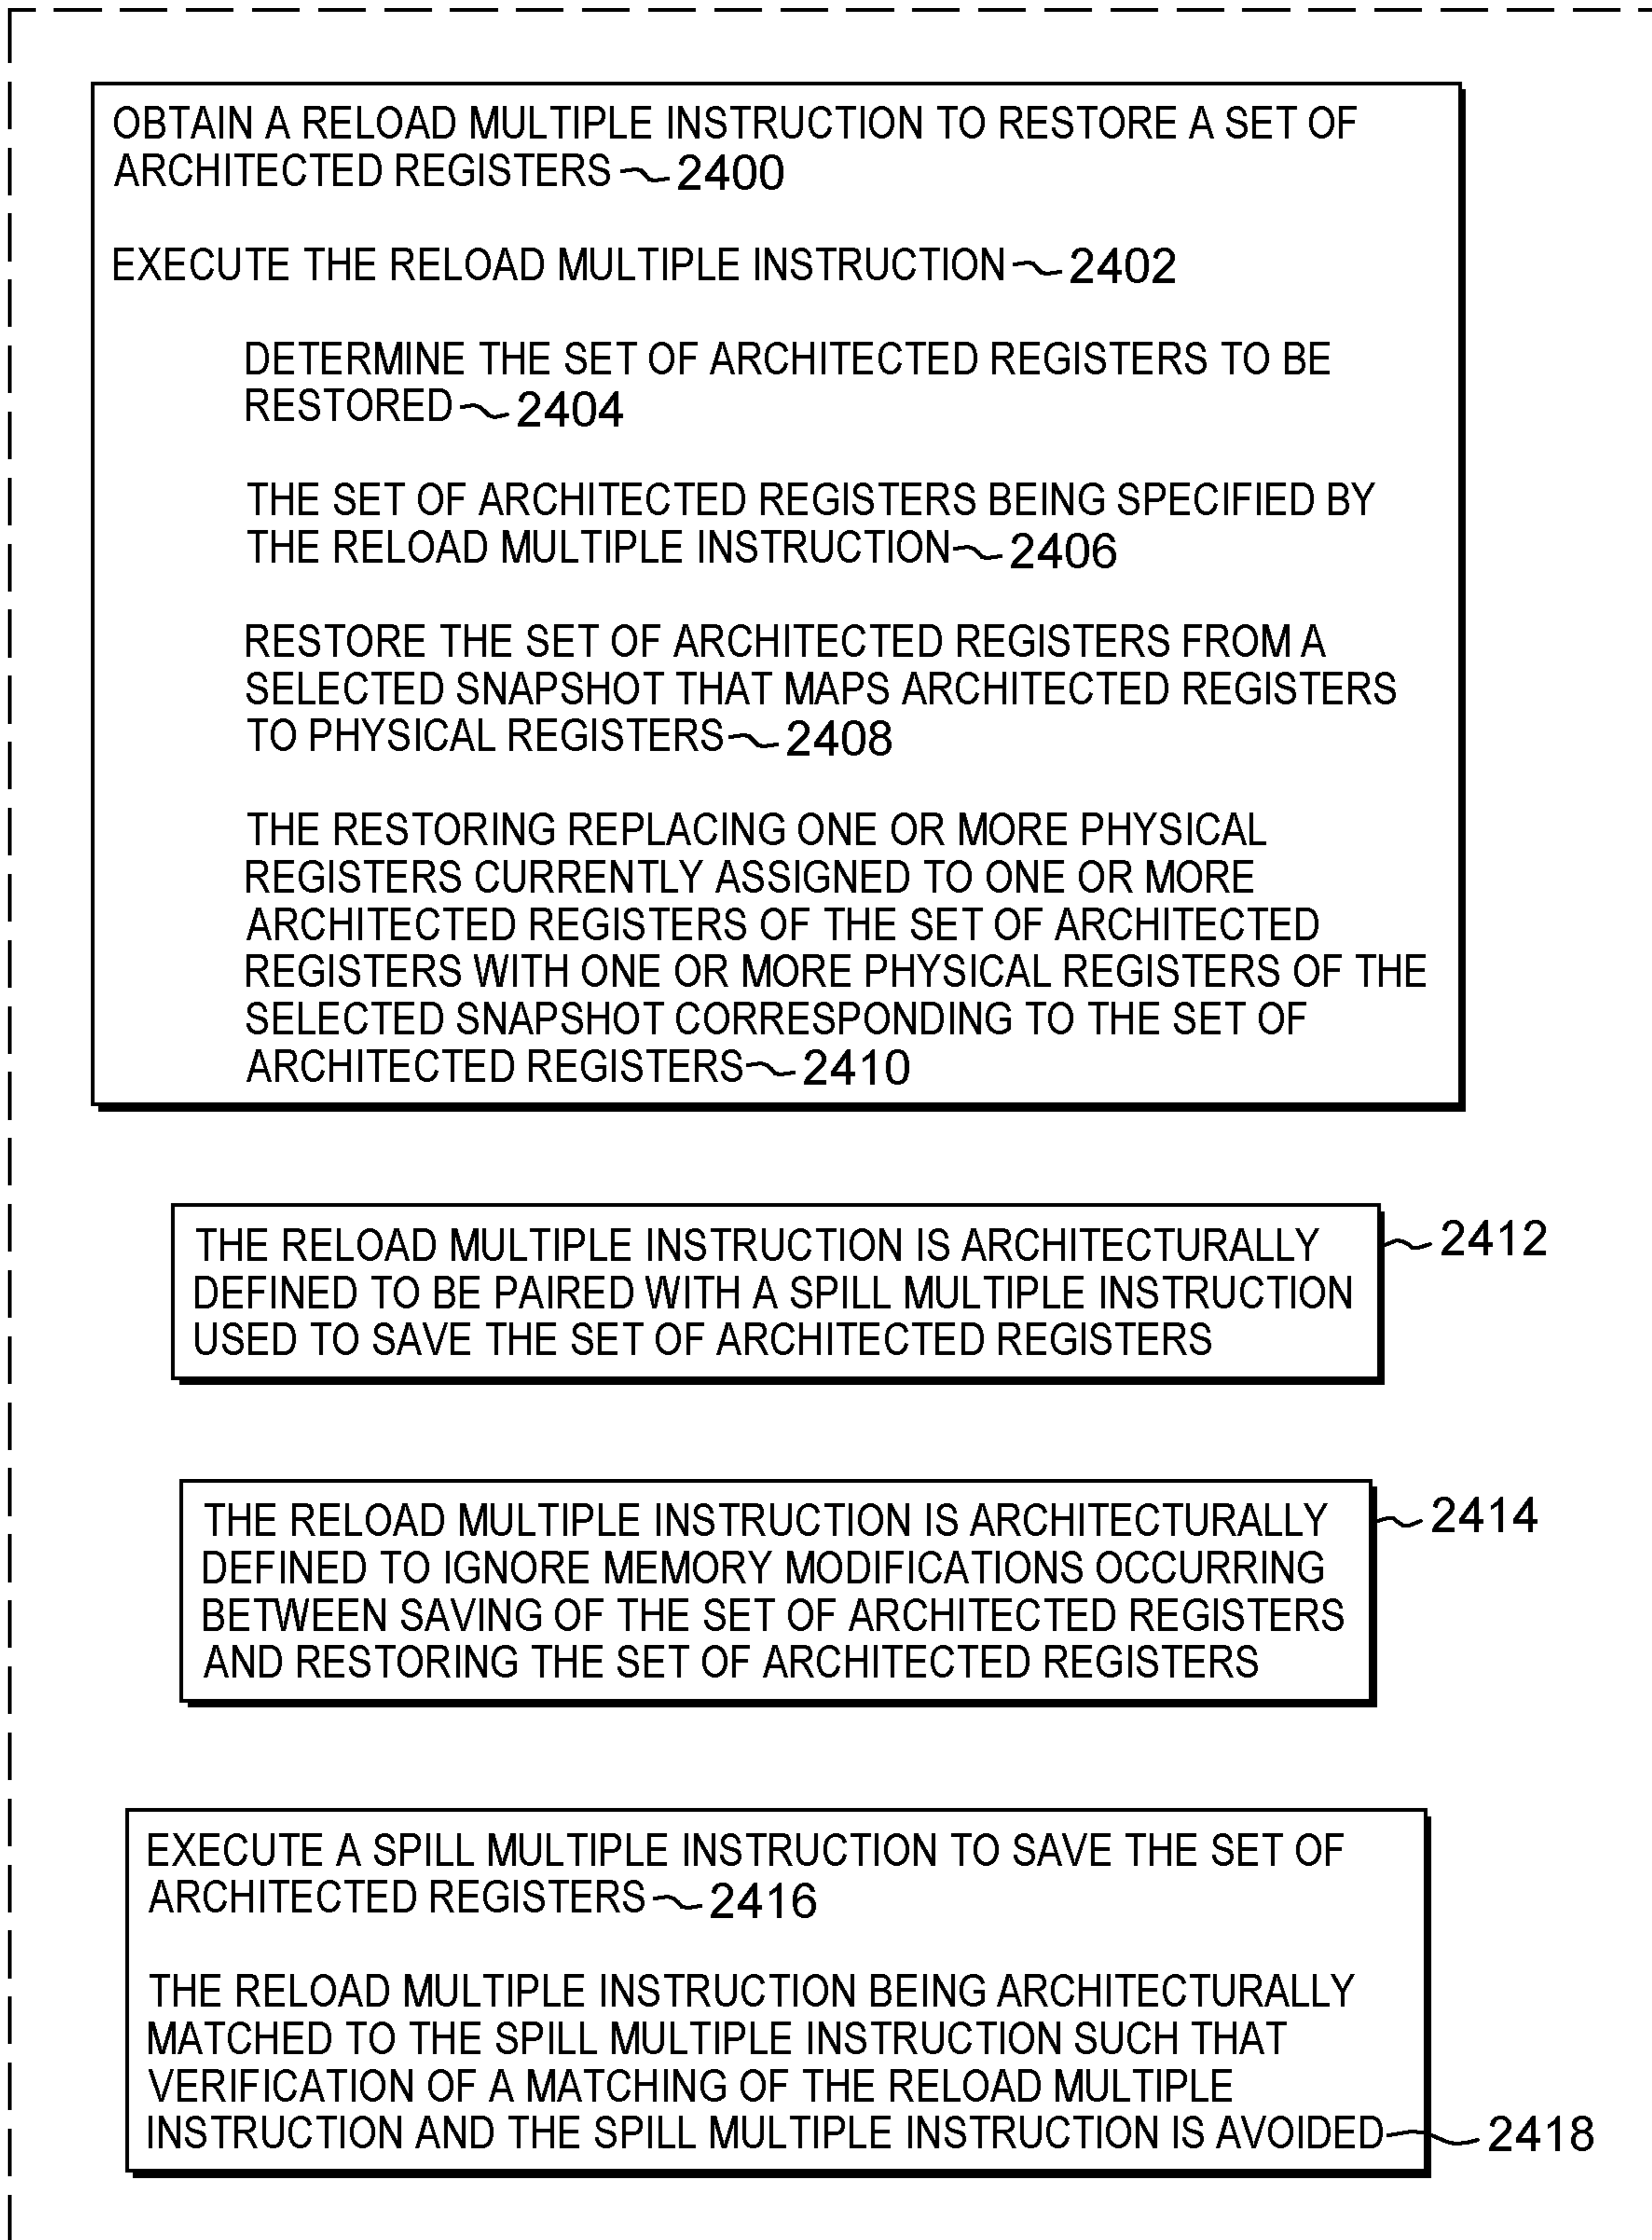 OBTAIN A RELOAD MULTIPLE INSTRUCTION TO RESTORE A SET OF
ARCHITECTED REGISTERS 2400
EXECUTE THE RELOAD MULTIPLE INSTRUCTION 2402
DETERMINE THE SET OF ARCHITECTED REGISTERS TO BE
RESTORED 2404
THE SET OF ARCHITECTED REGISTERS BEING SPECIFIED BY
THE RELOAD MULTIPLE INSTRUCTION 2406
RESTORE THE SET OF ARCHITECTED REGISTERS FROM A
SELECTED SNAPSHOT THAT MAPS ARCHITECTED REGISTERS
TO PHYSICAL REGISTERS 2408
THE RESTORING REPLACING ONE OR MORE PHYSICAL
REGISTERS CURRENTLY ASSIGNED TO ONE OR MORE
ARCHITECTED REGISTERS OF THE SET OF ARCHITECTED
REGISTERS WITH ONE OR MORE PHYSICAL REGISTERS OF THE
SELECTED SNAPSHOT CORRESPONDING TO THE SET OF
ARCHITECTED REGISTERS 2410
THE RELOAD MULTIPLE INSTRUCTION IS ARCHITECTURALLY 2412
DEFINED TO BE PAIRED WITH A SPILL MULTIPLE INSTRUCTION
USED TO SAVE THE SET OF ARCHITECTED REGISTERS
THE RELOAD MULTIPLE INSTRUCTION IS ARCHITECTURALLY 2414
DEFINED TO IGNORE MEMORY MODIFICATIONS OCCURRING
BETWEEN SAVING OF THE SET OF ARCHITECTED REGISTERS
AND RESTORING THE SET OF ARCHITECTED REGISTERS
EXECUTE A SPILL MULTIPLE INSTRUCTION TO SAVE THE SET OF
ARCHITECTED REGISTERS 2416
THE RELOAD MULTIPLE INSTRUCTION BEING ARCHITECTURALLY
MATCHED TO THE SPILL MULTIPLE INSTRUCTION SUCH THAT
VERIFICATION OF A MATCHING OF THE RELOAD MULTIPLE
INSTRUCTION AND THE SPILL MULTIPLE INSTRUCTION IS AVOIDED 2418